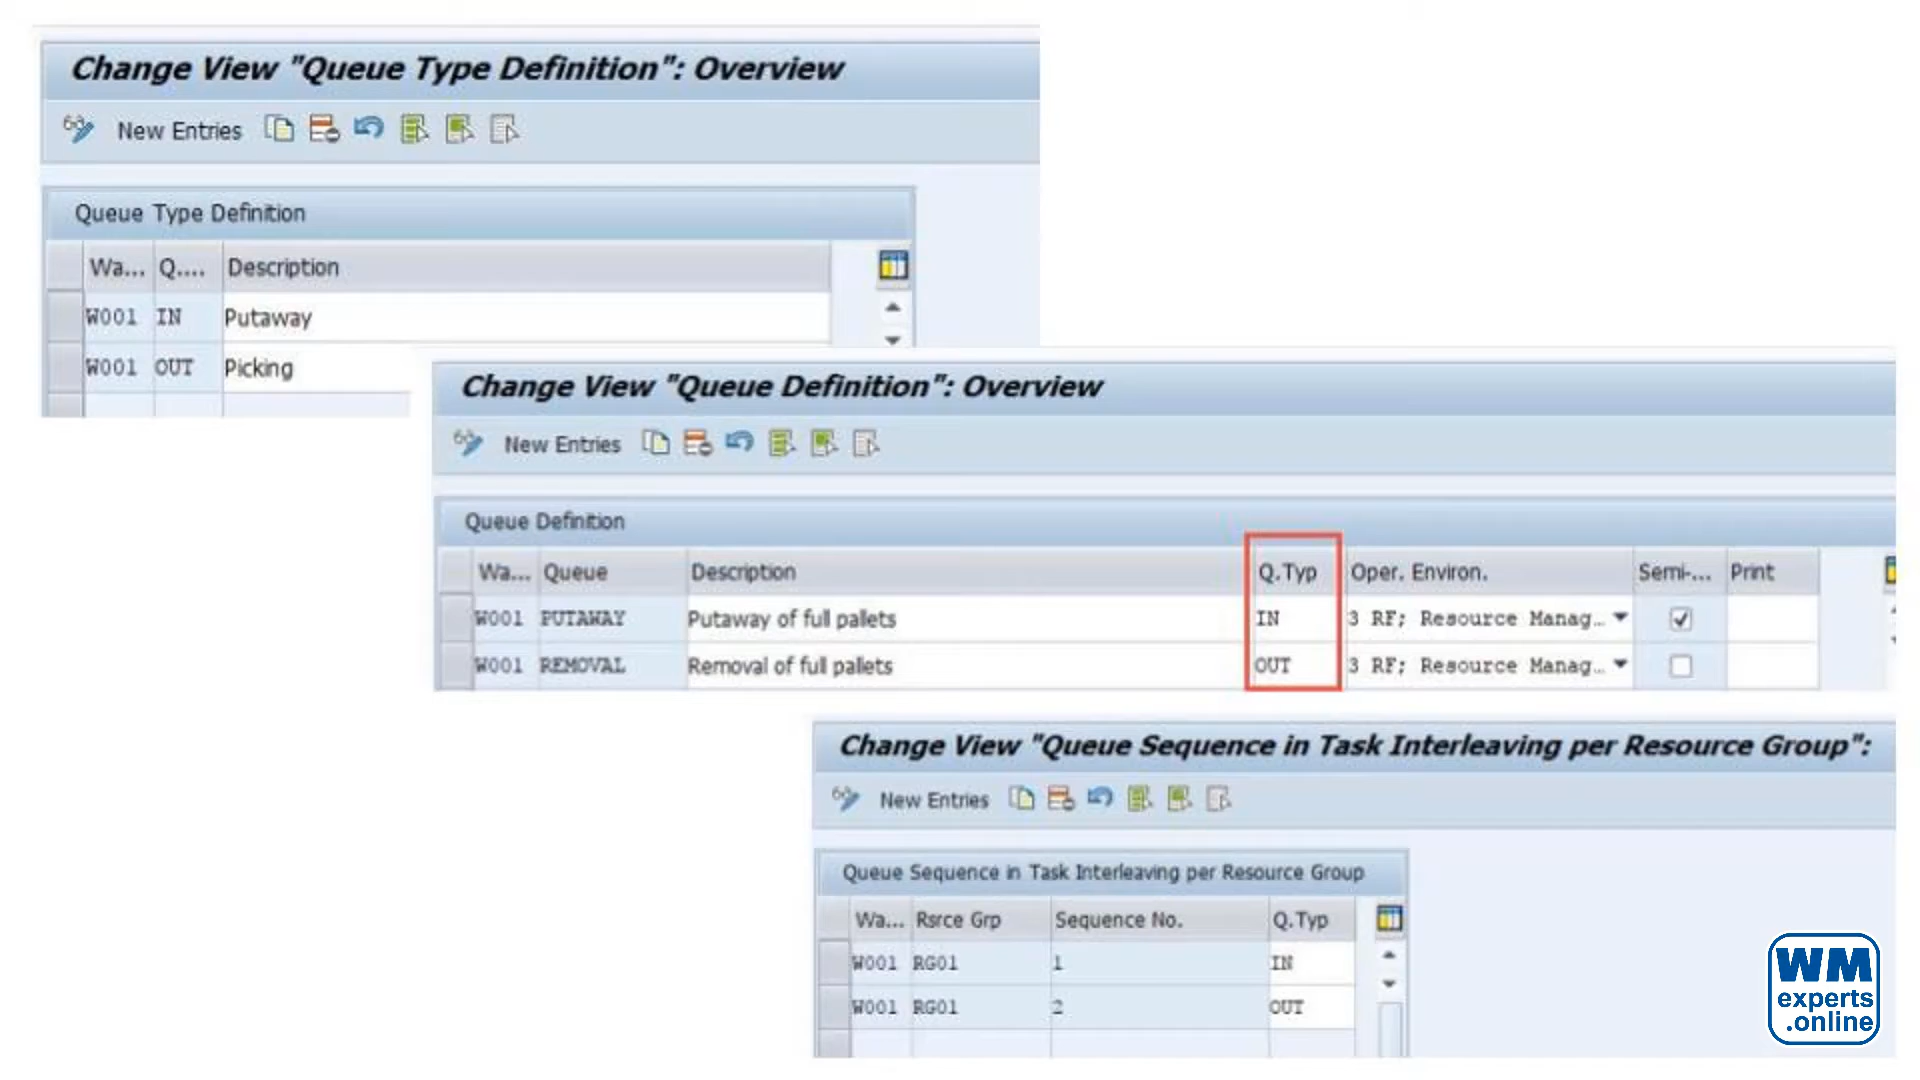 Change View "Queue Type Definition": Overview
New Entries
Queue Type Definition
Wa... Q.... Description
W001 IN Putaway
W001 OUT Picking
Change View "Queue Definition": Overview
New Entries
Queue Definition
Wa... Queue Description Q.Typ Oper. Environ. Semi-... Print
W001 PUTAWAY Putaway of full pallets IN 3 RF; Resource Manag…
W001 REMOVAL Removal of full pallets OUT 3 RF; Resource Manag…
Change View "Queue Sequence in Task Interleaving per Resource Group":
New Entries
Queue Sequence in Task Interleaving per Resource Group
Wa... Rsrce Grp Sequence No. Q.Typ
W001 RG01 1 IN
W001 RG01 2 OUT
WM
experts
.online